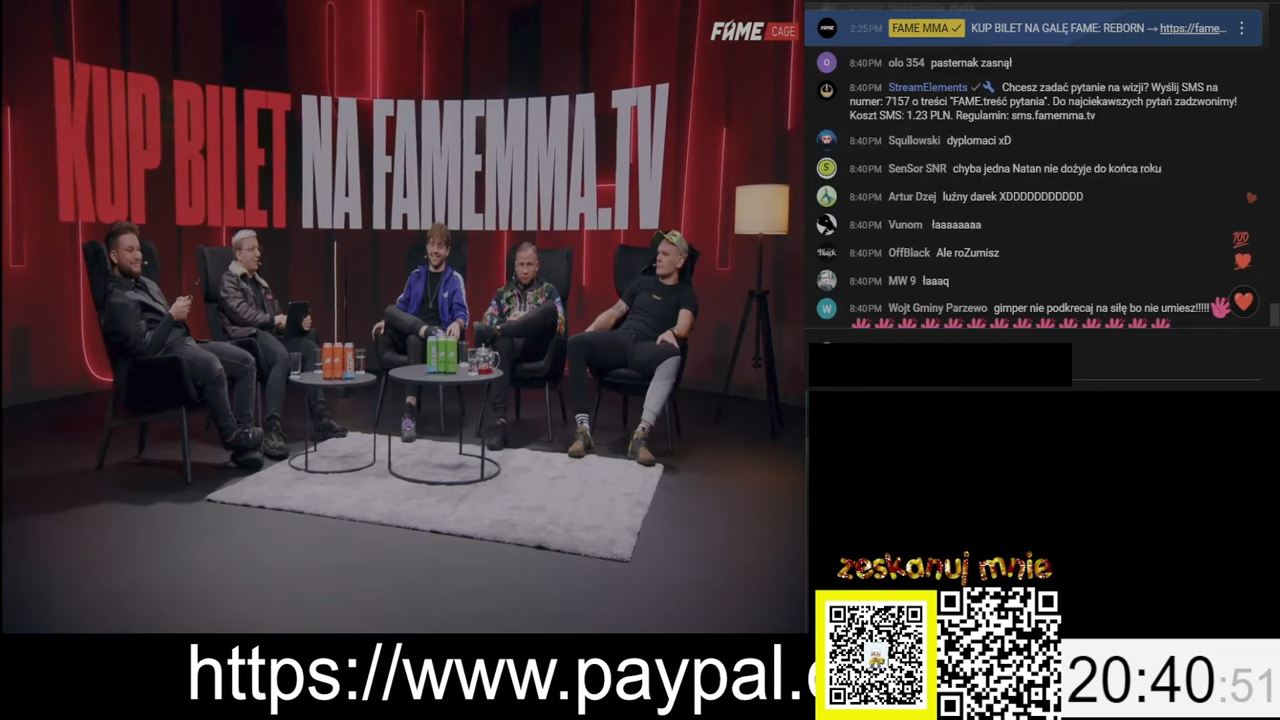 FAME CAGE
KUP BILET NA FAMEMMA.TV
2:25PM FAME MMA KUP BILET NA GALĘ FAME: REBORN → https://fame...
8:40PM olo 354 pasternak zasnął
8:40PM StreamElements Chcesz zadać pytanie na wizji? Wyślij SMS na
numer: 7157 o treści "FAME.treść pytania". Do najciekawszych pytań zadzwonimy!
Koszt SMS: 1.23 PLN. Regulamin: sms.famemma.tv
8:40PM Squllowski dyplomaci xD
8:40PM SenSor SNR chyba jedna Natan nie dożyje do końca roku
8:40PM Artur Dzej luźny darek XDDDDDDDDDDD
8:40PM Vunom łaaaaaaaa
8:40PM OffBlack Ale roZumisz
8:40PM MW 9 łaaaq
8:40PM Wojt Gminy Parzewo gimper nie podkrecaj na siłę bo nie umiesz!!!!!
zeskanuj mnie
https://www.paypal.
20:40:51